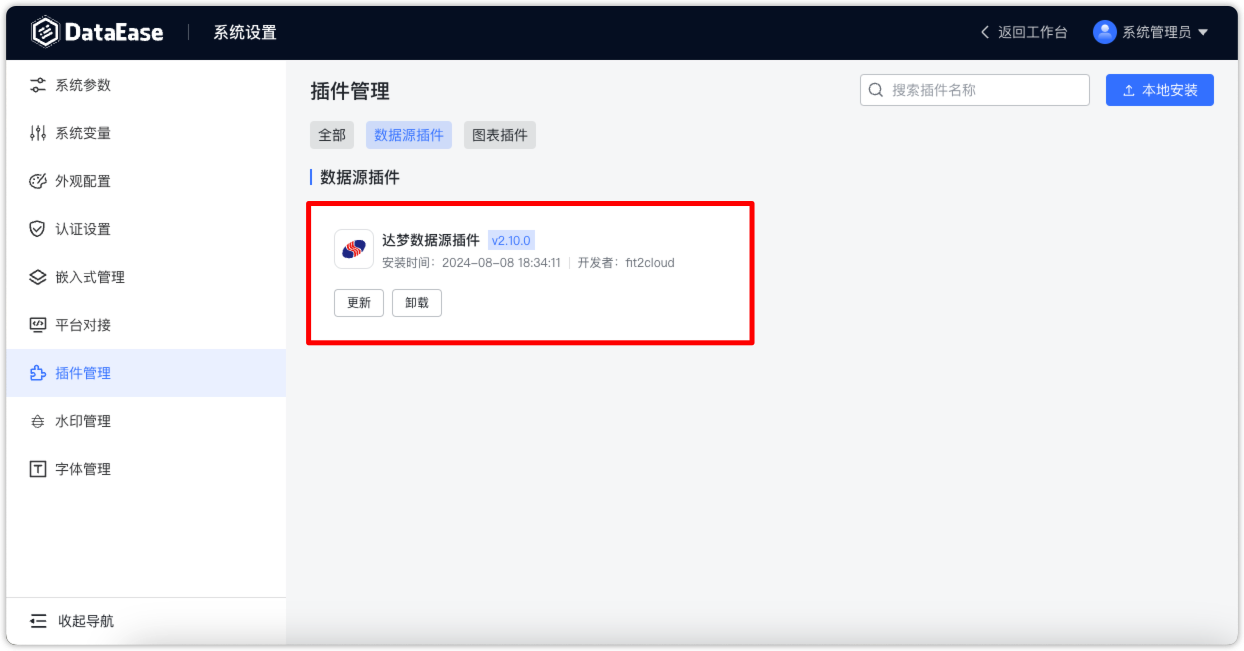 DataEase 系统设置 返回工作台 系统管理员
系统参数
系统变量
外观配置
认证设置
嵌入式管理
平台对接
插件管理
水印管理
字体管理
收起导航
插件管理 搜索插件名称 本地安装
全部 数据源插件 图表插件
数据源插件
达梦数据源插件 v2.10.0
安装时间：2024-08-08 18:34:11 开发者：fit2cloud
更新 卸载